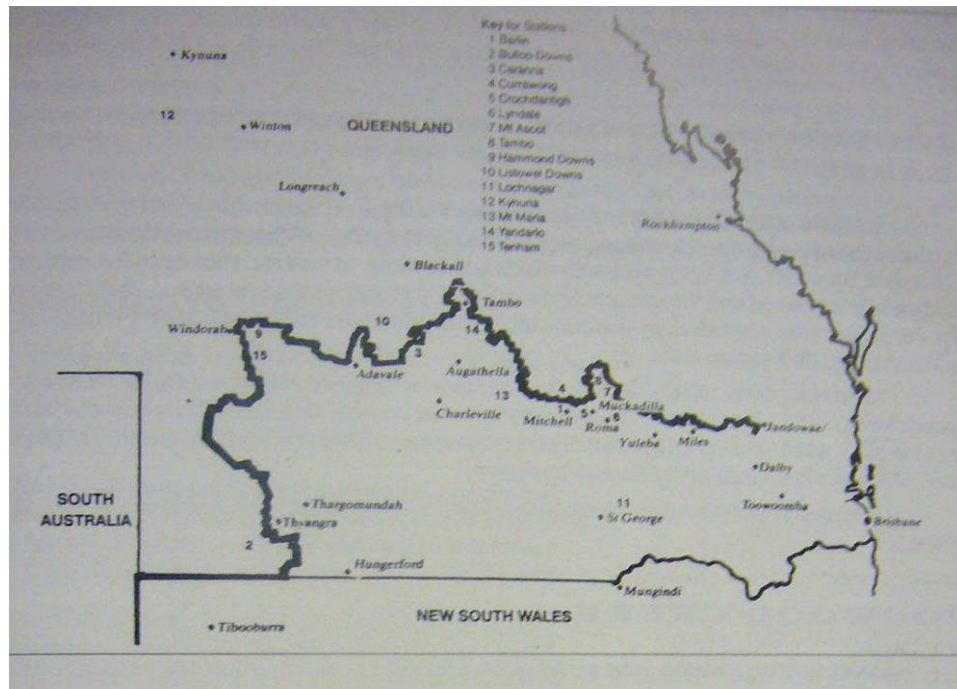 Key for Stations
1 Barlin
2 Bulloo Downs
3 Caranna
4 Currawong
5 Crochdantigh
6 Lyndale
7 Mt Ascot
8 Tambo
9 Hammond Downs
10 Listowel Downs
11 Lochnagar
12 Kynuna
13 Mt Maria
14 Yandarlo
15 Tenham
Kynuna
12
Winton
QUEENSLAND
Longreach
Rockhampton
Blackall
Tambo
10
14
Windorah
9
3
15
Adavale
Augathella
13
4
8
7
Charleville
1
Mitchell
5
Muckadilla
Roma
6
Yuleba
Miles
Jandowae
Dalby
SOUTH
AUSTRALIA
Thargomundah
Thyangra
11
St George
Toowoomba
Brisbane
2
Hungerford
Mungindi
NEW SOUTH WALES
Tibooburra